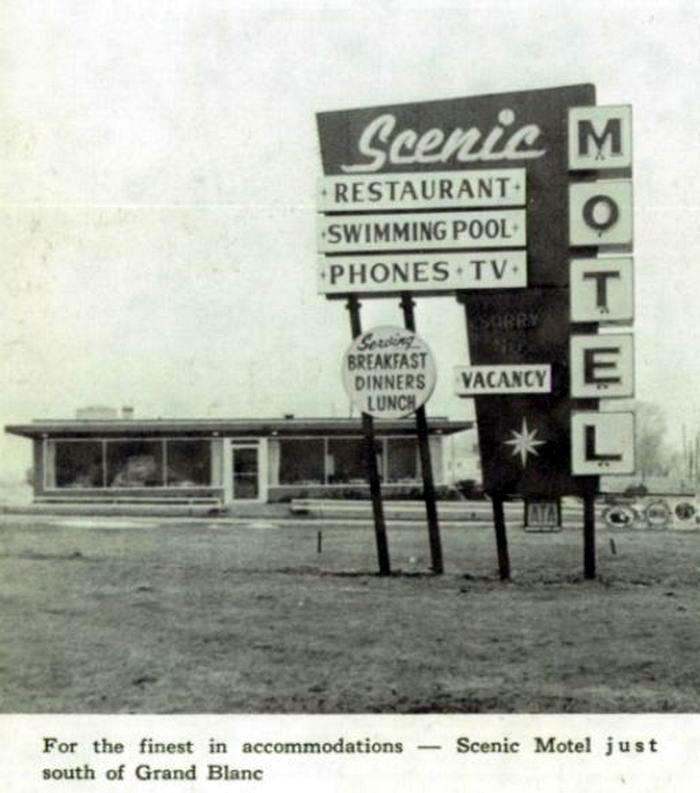 Scenic
RESTAURANT
SWIMMING POOL
PHONES TV
MOTEL
Serving
BREAKFAST
DINNERS
LUNCH
SORRY
NO
VACANCY
For the finest in accommodations — Scenic Motel just
south of Grand Blanc